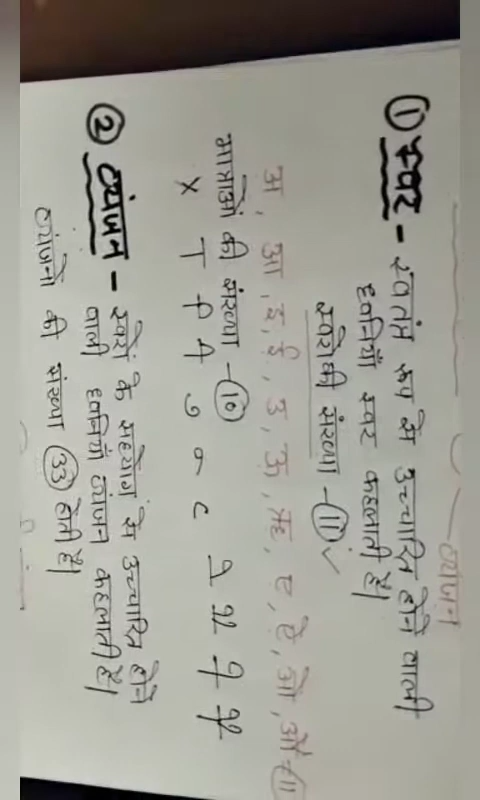 व्यंजन
① स्वर - स्वतंत्र रूप से उच्चारित होने वाली
ध्वनियाँ स्वर कहलाती हैं।
स्वरो की संख्या - ⑪ ✓
अ, आ, इ, ई, उ, ऊ, ऋ, ए, ऐ, ओ, औ = ⑪
मात्राओं की संख्या - ⑩
× ा ि ी ु ू ृ े ै ो ौ
② व्यंजन - स्वरों के सहयोग से उच्चारित होने
वाली ध्वनियाँ व्यंजन कहलाती हैं।
व्यंजनों की संख्या ㉝ होती है।